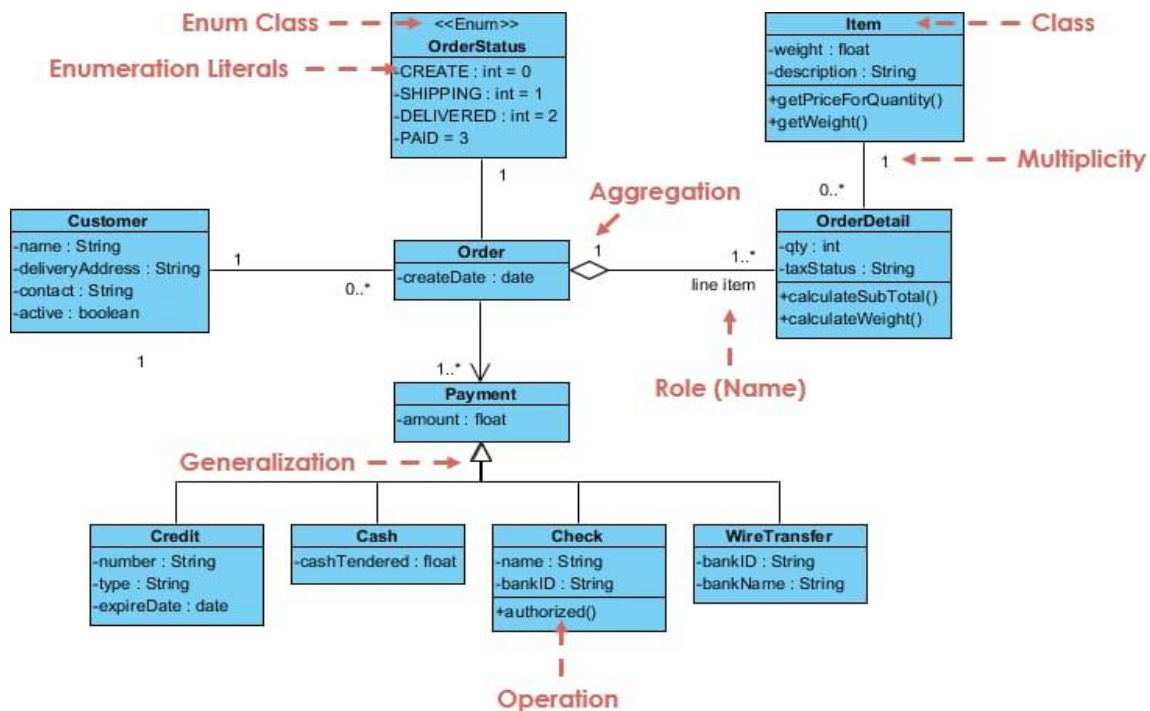 Enum Class
<<Enum>>
OrderStatus
Enumeration Literals
-CREATE : int = 0
-SHIPPING : int = 1
-DELIVERED : int = 2
-PAID = 3
Item
Class
-weight : float
-description : String
+getPriceForQuantity()
+getWeight()
1
1
Multiplicity
Aggregation
0..*
Customer
-name : String
-deliveryAddress : String
-contact : String
-active : boolean
1
0..*
Order
-createDate : date
1
1..*
line item
OrderDetail
-qty : int
-taxStatus : String
+calculateSubTotal()
+calculateWeight()
1
1..*
Role (Name)
Payment
-amount : float
Generalization
Credit
-number : String
-type : String
-expireDate : date
Cash
-cashTendered : float
Check
-name : String
-bankID : String
+authorized()
WireTransfer
-bankID : String
-bankName : String
Operation